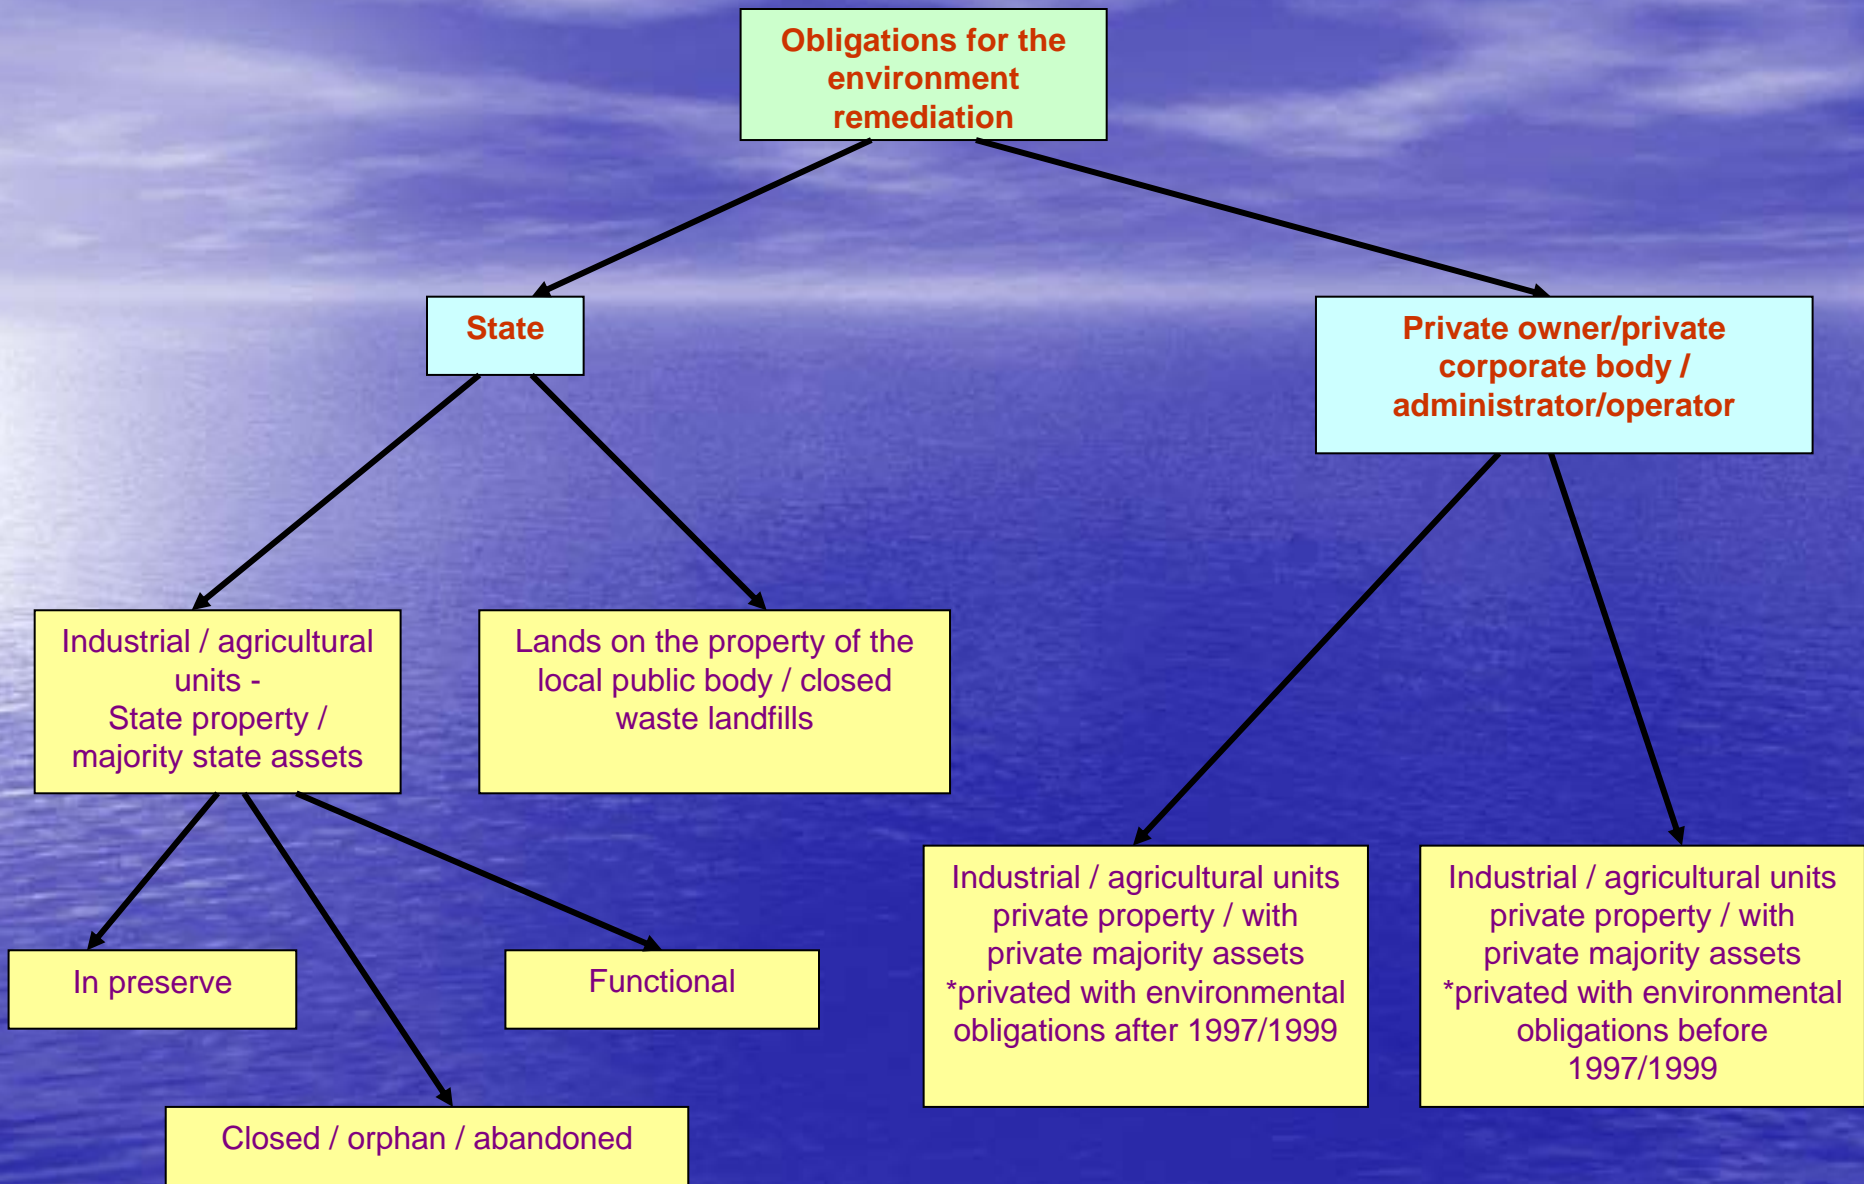 Obligations for the
environment
remediation
State
Private owner/private
corporate body /
administrator/operator
Industrial / agricultural
units -
State property /
majority state assets
Lands on the property of the
local public body / closed
waste landfills
Industrial / agricultural units
private property / with
private majority assets
*privated with environmental
obligations after 1997/1999
Industrial / agricultural units
private property / with
private majority assets
*privated with environmental
obligations before
1997/1999
In preserve
Functional
Closed / orphan / abandoned